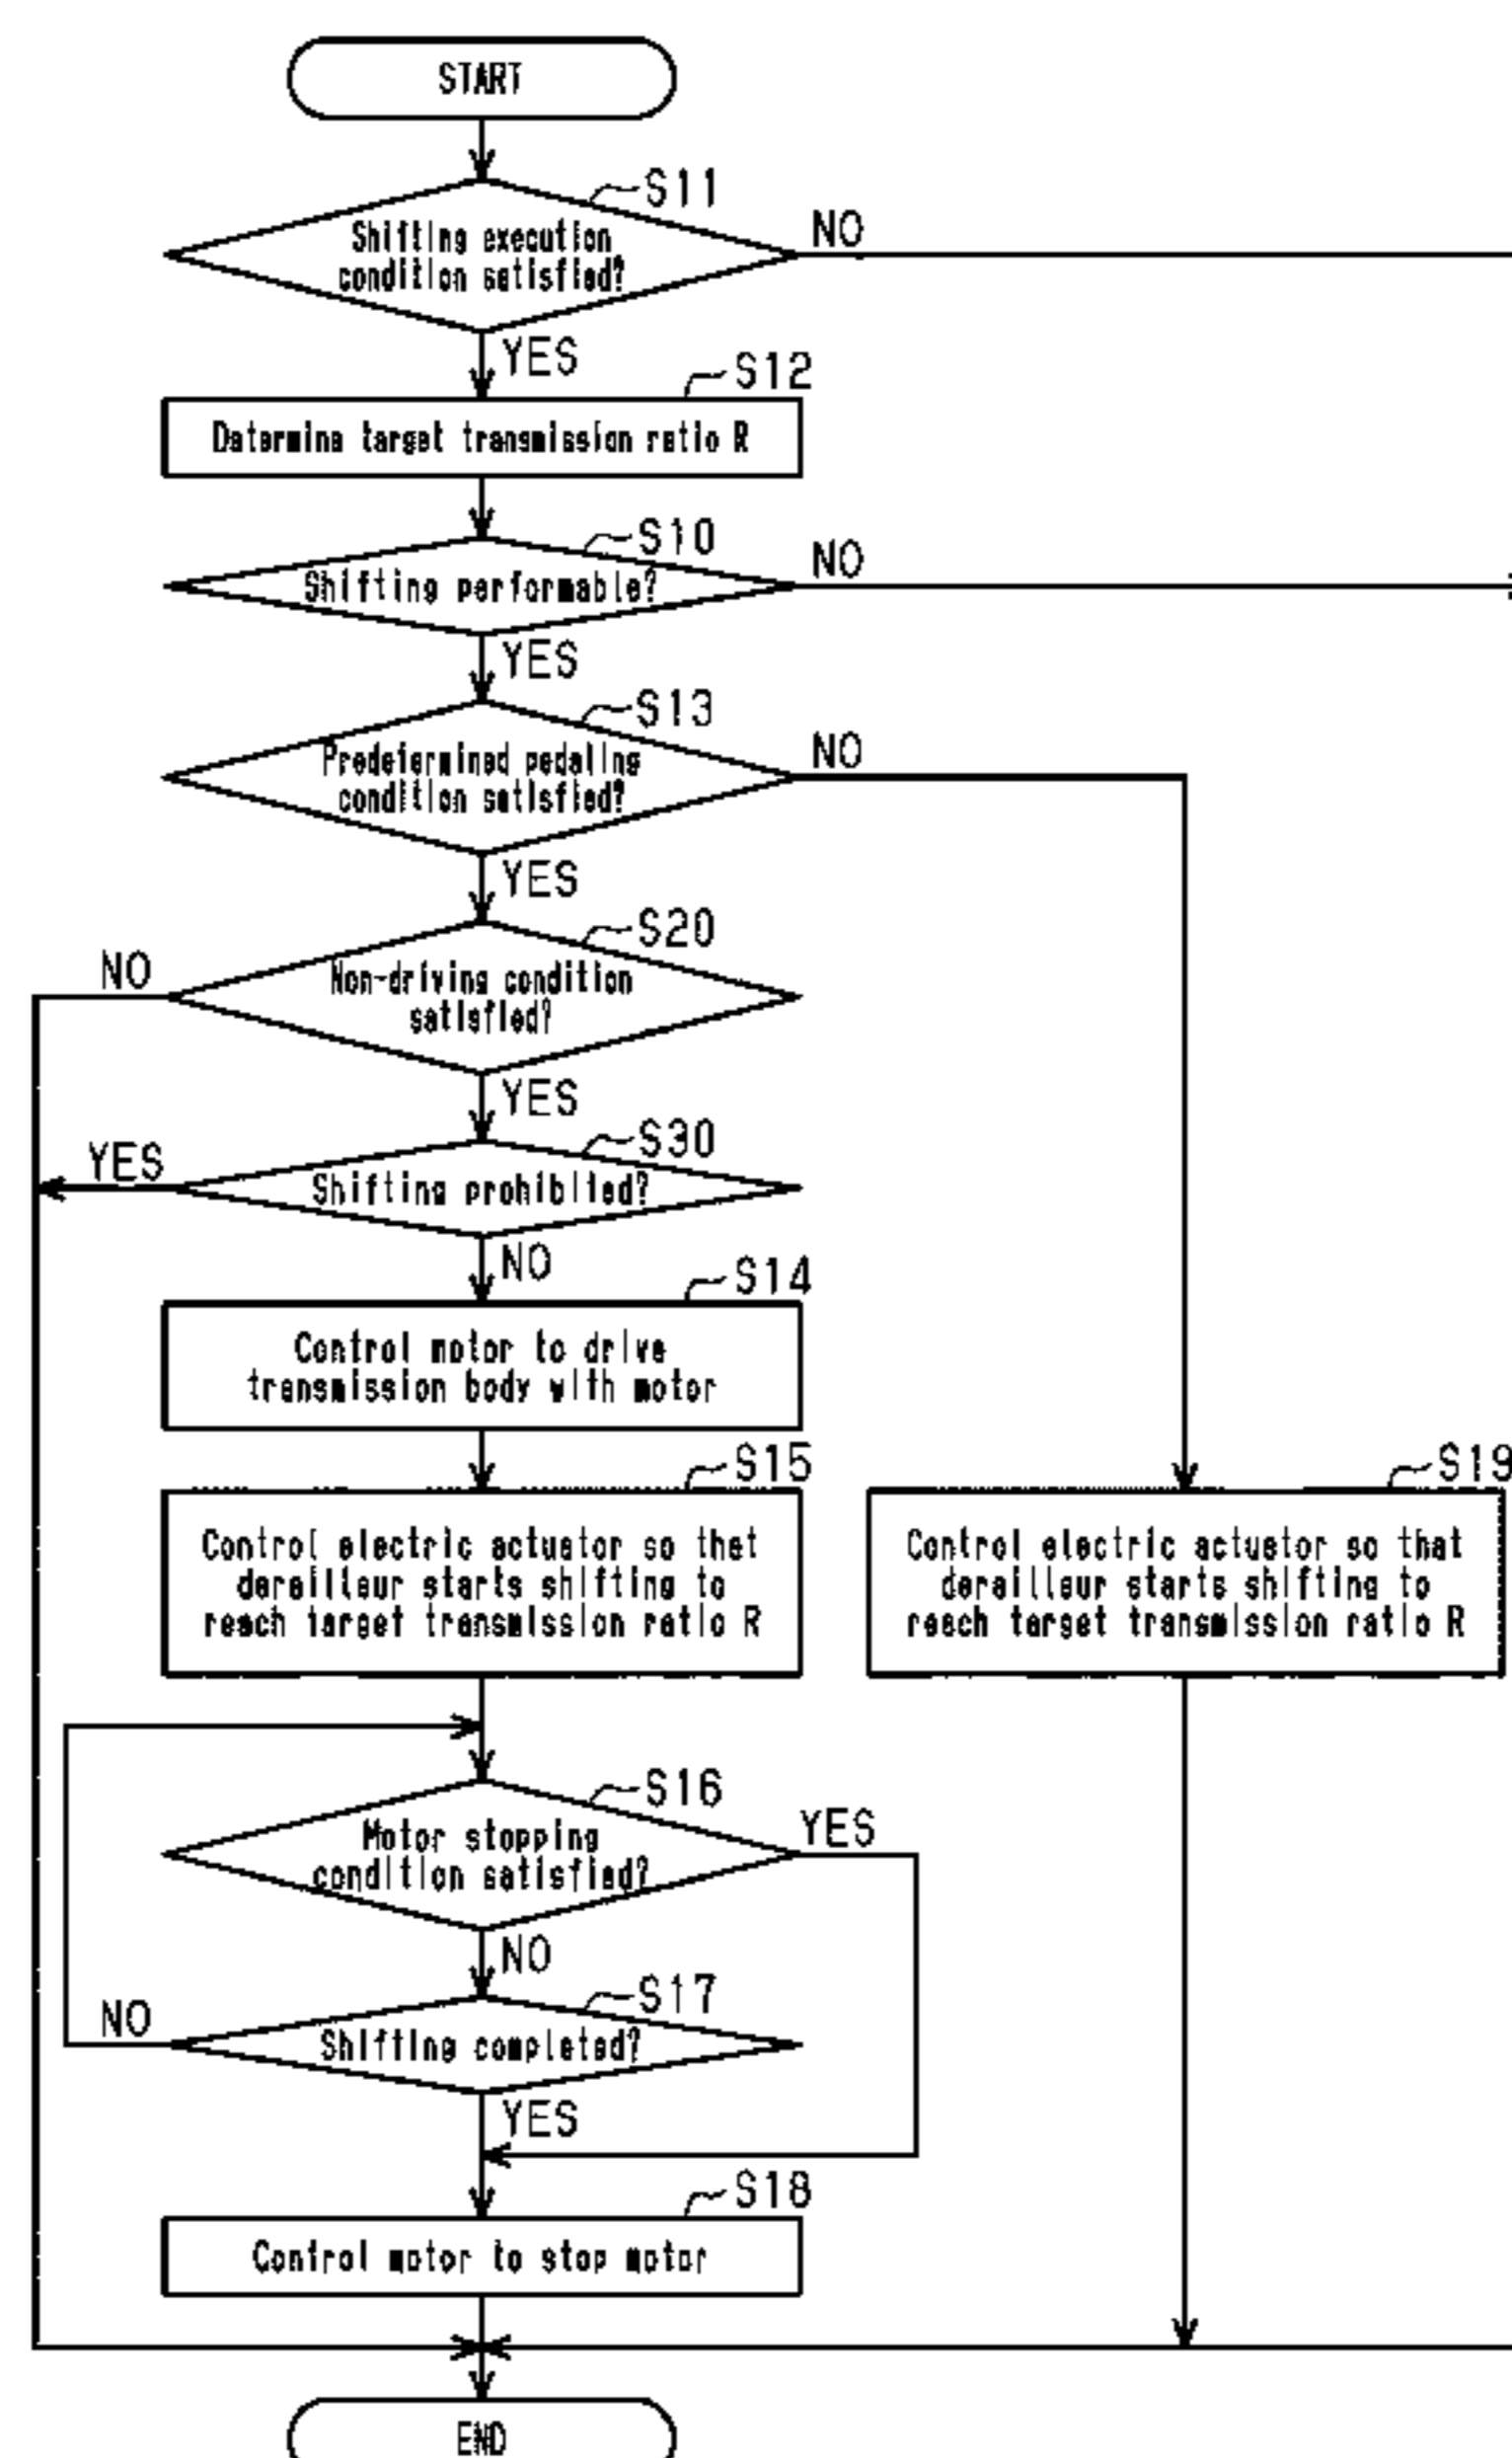 START
S11
Shifting execution
condition satisfied?
NO
YES
S12
Determine target transmission ratio R
S10
Shifting performable?
NO
YES
S13
Predetermined pedaling
condition satisfied?
NO
YES
S20
Non-driving condition
satisfied?
NO
YES
S30
Shifting prohibited?
YES
NO
S14
Control motor to drive
transmission body with motor
S15
Control electric actuator so that
derailleur starts shifting to
reach target transmission ratio R
S19
Control electric actuator so that
derailleur starts shifting to
reach target transmission ratio R
S16
Motor stopping
condition satisfied?
YES
NO
S17
Shifting completed?
NO
YES
S18
Control motor to stop motor
END